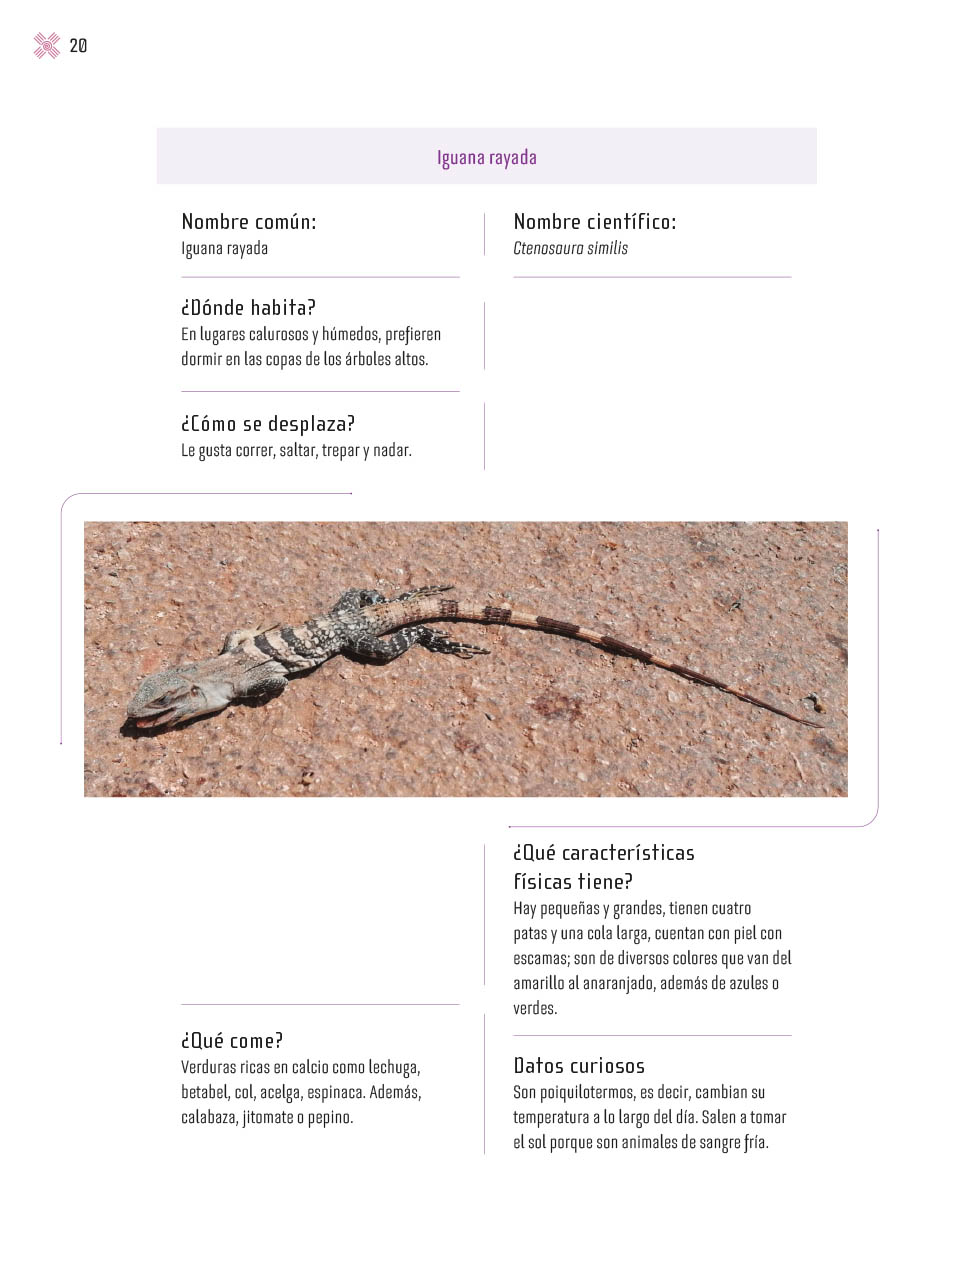 20
Iguana rayada
Nombre común:
Iguana rayada
Nombre científico:
Ctenosaura similis
¿Dónde habita?
En lugares calurosos y húmedos, prefieren
dormir en las copas de los árboles altos.
¿Cómo se desplaza?
Le gusta correr, saltar, trepar y nadar.
¿Qué características
físicas tiene?
Hay pequeñas y grandes, tienen cuatro
patas y una cola larga, cuentan con piel con
escamas; son de diversos colores que van del
amarillo al anaranjado, además de azules o
verdes.
¿Qué come?
Verduras ricas en calcio como lechuga,
betabel, col, acelga, espinaca. Además,
calabaza, jitomate o pepino.
Datos curiosos
Son poiquilotermos, es decir, cambian su
temperatura a lo largo del día. Salen a tomar
el sol porque son animales de sangre fría.